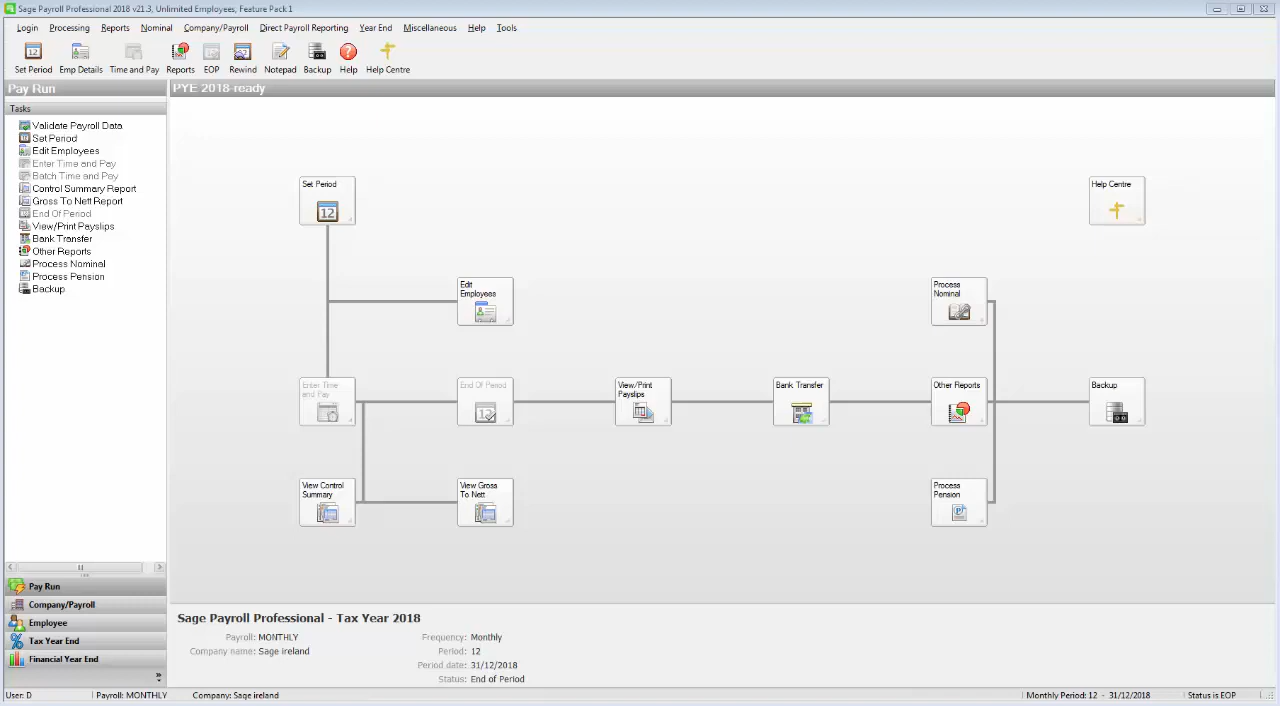 Sage Payroll Professional 2018 v21.3, Unlimited Employees, Feature Pack 1
Login Processing Reports Nominal Company/Payroll Direct Payroll Reporting Year End Miscellaneous Help Tools
12
Set Period Emp Details Time and Pay Reports EOP Rewind Notepad Backup Help Help Centre
Pay Run
PYE 2018-ready
Tasks
Validate Payroll Data
Set Period
Edit Employees
Enter Time and Pay
Batch Time and Pay
Control Summary Report
Gross To Nett Report
End Of Period
View/Print Payslips
Bank Transfer
Other Reports
Process Nominal
Process Pension
Backup
Set Period
12
Help Centre
Edit
Employees
Process
Nominal
Enter Time
and Pay
End Of Period
12
View/Print
Payslips
Bank Transfer
Other Reports
Backup
View Control
Summary
View Gross
To Nett
Process
Pension
P
Pay Run
Company/Payroll
Employee
Tax Year End
Financial Year End
Sage Payroll Professional - Tax Year 2018
Payroll: MONTHLY
Company name: Sage ireland
Frequency: Monthly
Period: 12
Period date: 31/12/2018
Status: End of Period
User: D Payroll: MONTHLY Company: Sage ireland Monthly Period: 12 - 31/12/2018 Status is EOP